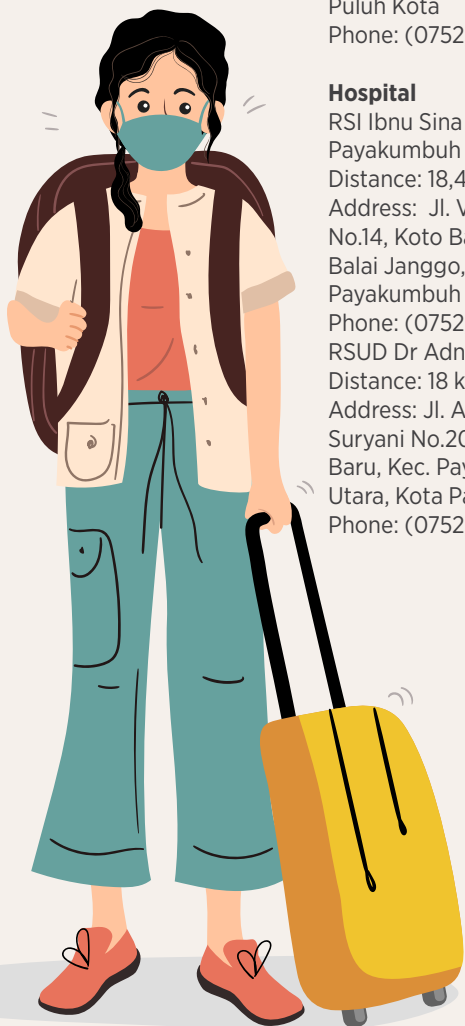 Puluh Kota
Phone: (0752
Hospital
RSI Ibnu Sina
Payakumbuh
Distance: 18,4
Address: Jl. V
No.14, Koto Ba
Balai Janggo,
Payakumbuh
Phone: (0752
RSUD Dr Adn
Distance: 18 k
Address: Jl. A
Suryani No.20
Baru, Kec. Pay
Utara, Kota Pa
Phone: (0752